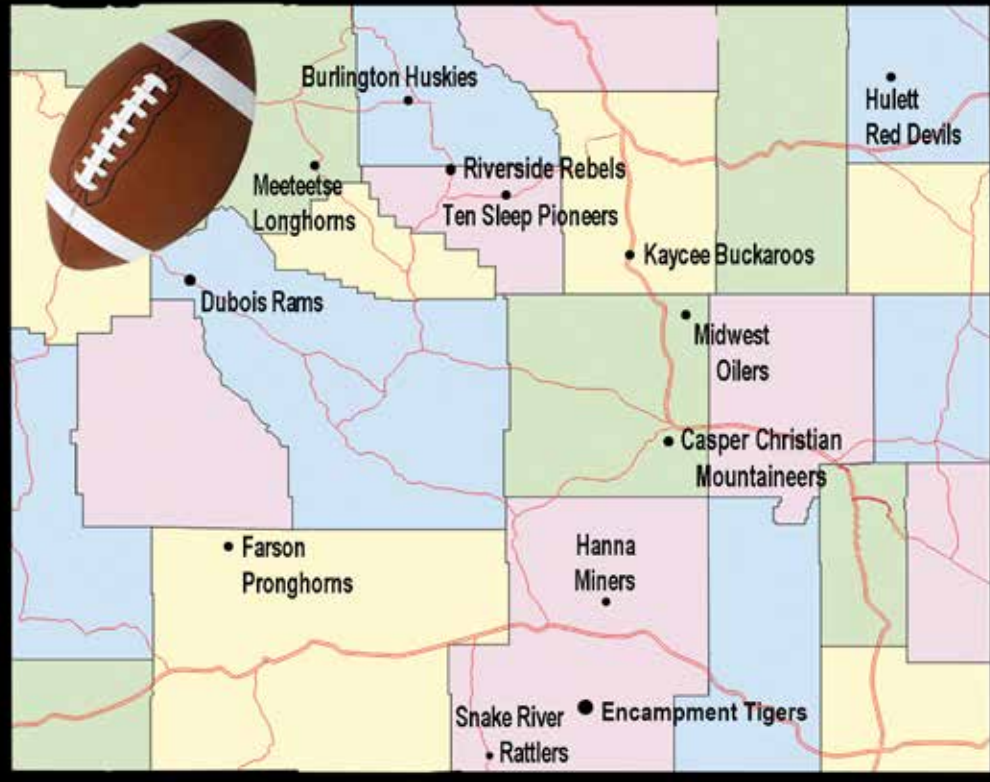 Burlington Huskies
Hulett
Red Devils
Meeteetse
Longhorns
Riverside Rebels
Ten Sleep Pioneers
Kaycee Buckaroos
Dubois Rams
Midwest
Oilers
Casper Christian
Mountaineers
Farson
Pronghorns
Hanna
Miners
Snake River
Rattlers
Encampment Tigers